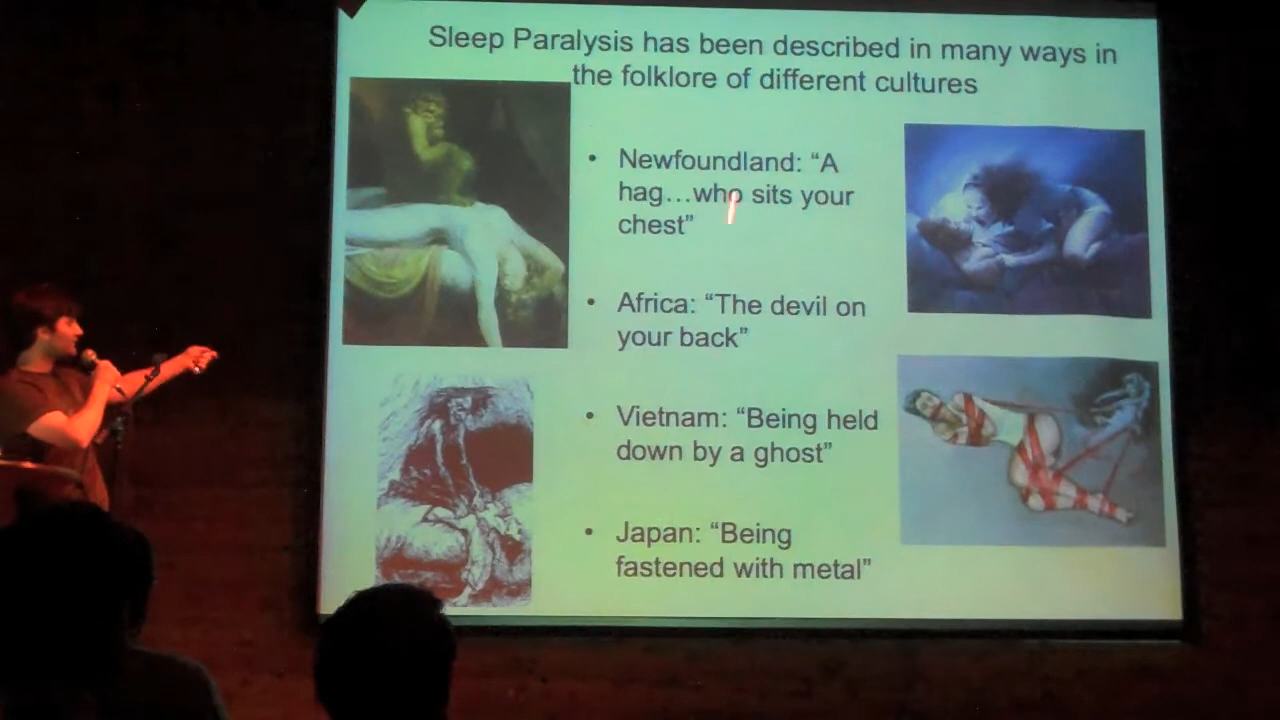 Sleep Paralysis has been described in many ways in
the folklore of different cultures
• Newfoundland: “A
hag…who sits your
chest”
• Africa: “The devil on
your back”
• Vietnam: “Being held
down by a ghost”
• Japan: “Being
fastened with metal”